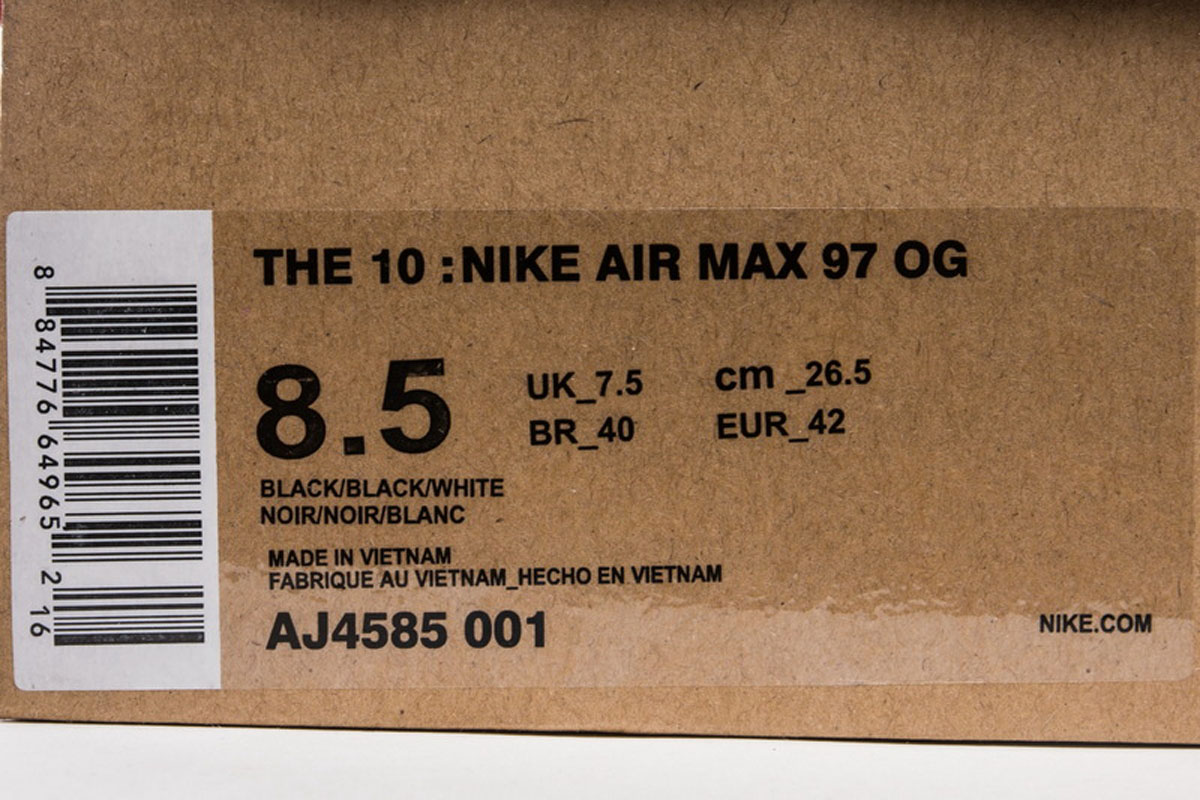 THE 10 :NIKE AIR MAX 97 OG
8.5
UK_7.5 cm _26.5
BR_40 EUR_42
BLACK/BLACK/WHITE
NOIR/NOIR/BLANC
MADE IN VIETNAM
FABRIQUE AU VIETNAM_HECHO EN VIETNAM
AJ4585 001
NIKE.COM
8 84776 64965 2 16